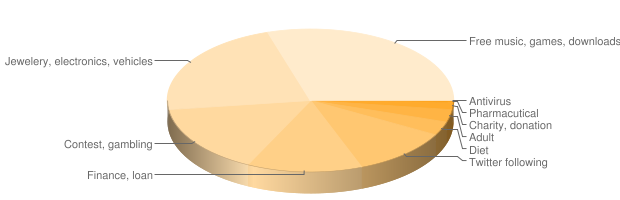 Free music, games, downloads
Jewelery, electronics, vehicles
Antivirus
Pharmacutical
Charity, donation
Adult
Contest, gambling
Diet
Twitter following
Finance, loan